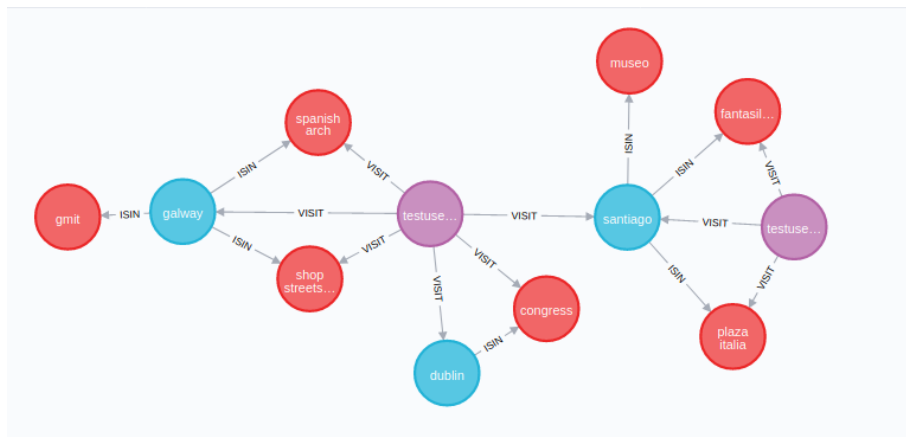 museo
fantasil...
spanish
arch
ISIN
ISIN
ISIN
VISIT
VISIT
gmit
ISIN
galway
VISIT
testuse...
VISIT
santiago
VISIT
testuse...
ISIN
VISIT
VISIT
ISIN
VISIT
shop
streets...
VISIT
congress
plaza
italia
ISIN
dublin